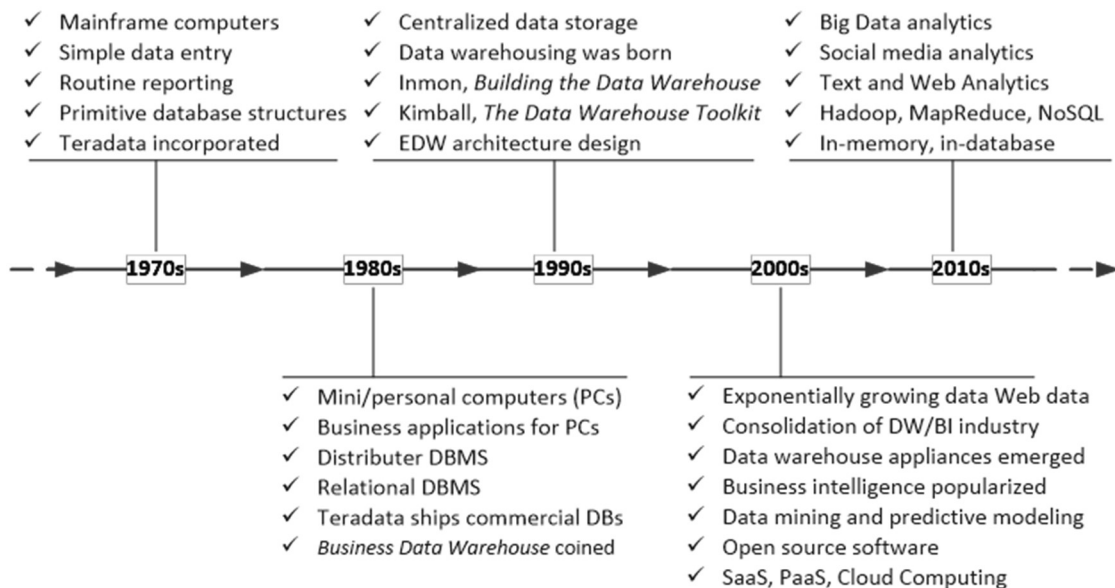 ✓ Mainframe computers
✓ Simple data entry
✓ Routine reporting
✓ Primitive database structures
✓ Teradata incorporated
✓ Centralized data storage
✓ Data warehousing was born
✓ Inmon, Building the Data Warehouse
✓ Kimball, The Data Warehouse Toolkit
✓ EDW architecture design
✓ Big Data analytics
✓ Social media analytics
✓ Text and Web Analytics
✓ Hadoop, MapReduce, NoSQL
✓ In-memory, in-database
1970s
1980s
1990s
2000s
2010s
✓ Mini/personal computers (PCs)
✓ Business applications for PCs
✓ Distributer DBMS
✓ Relational DBMS
✓ Teradata ships commercial DBs
✓ Business Data Warehouse coined
✓ Exponentially growing data Web data
✓ Consolidation of DW/BI industry
✓ Data warehouse appliances emerged
✓ Business intelligence popularized
✓ Data mining and predictive modeling
✓ Open source software
✓ SaaS, PaaS, Cloud Computing